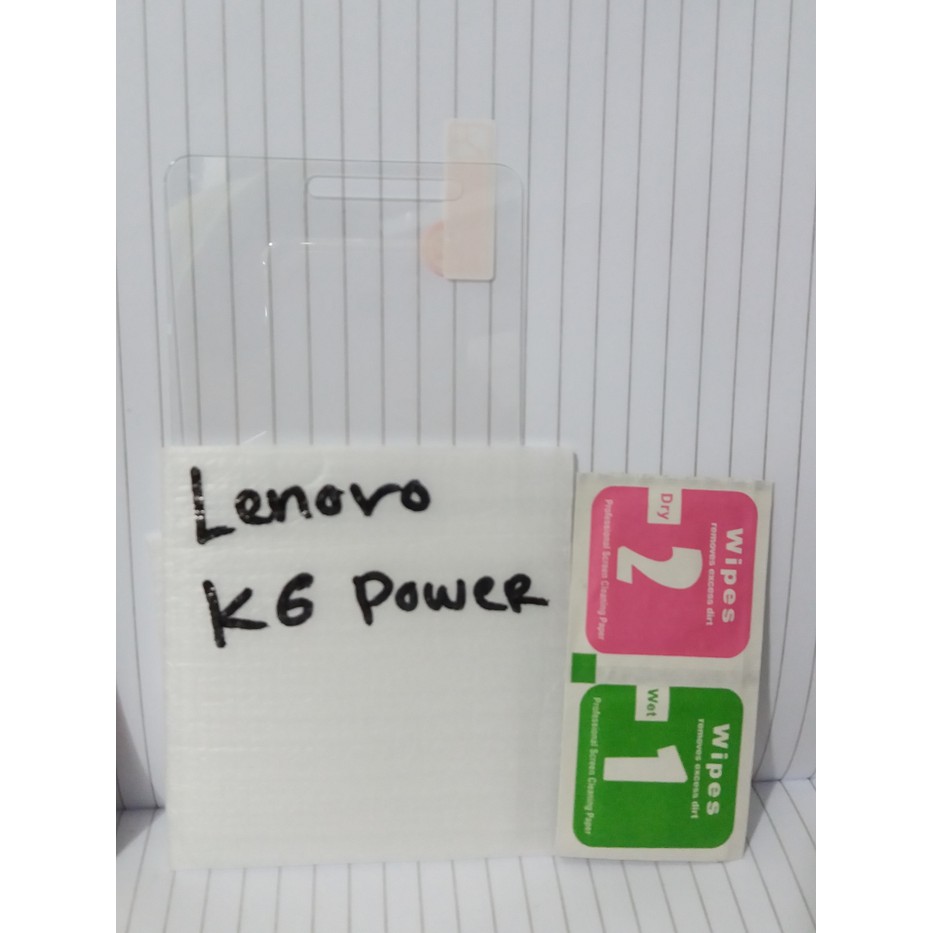 Lenovo
K6 Power
Dry
2
Wipes
removes excess dirt
Professional Screen Cleaning Paper
Wet
1
Wipes
removes excess dirt
Professional Screen Cleaning Paper